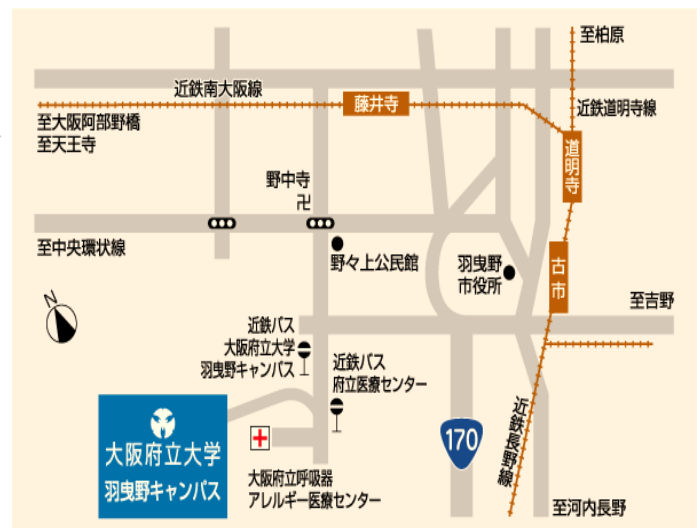 至柏原
近鉄南大阪線
藤井寺
近鉄道明寺線
至大阪阿部野橋
至天王寺
道明寺
野中寺
卍
至中央環状線
野々上公民館
羽曳野
市役所
古市
至吉野
N
近鉄バス
大阪府立大学
羽曳野キャンパス
近鉄バス
府立医療センター
170
近鉄長野線
大阪府立大学
羽曳野キャンパス
大阪府立呼吸器
アレルギー医療センター
至河内長野